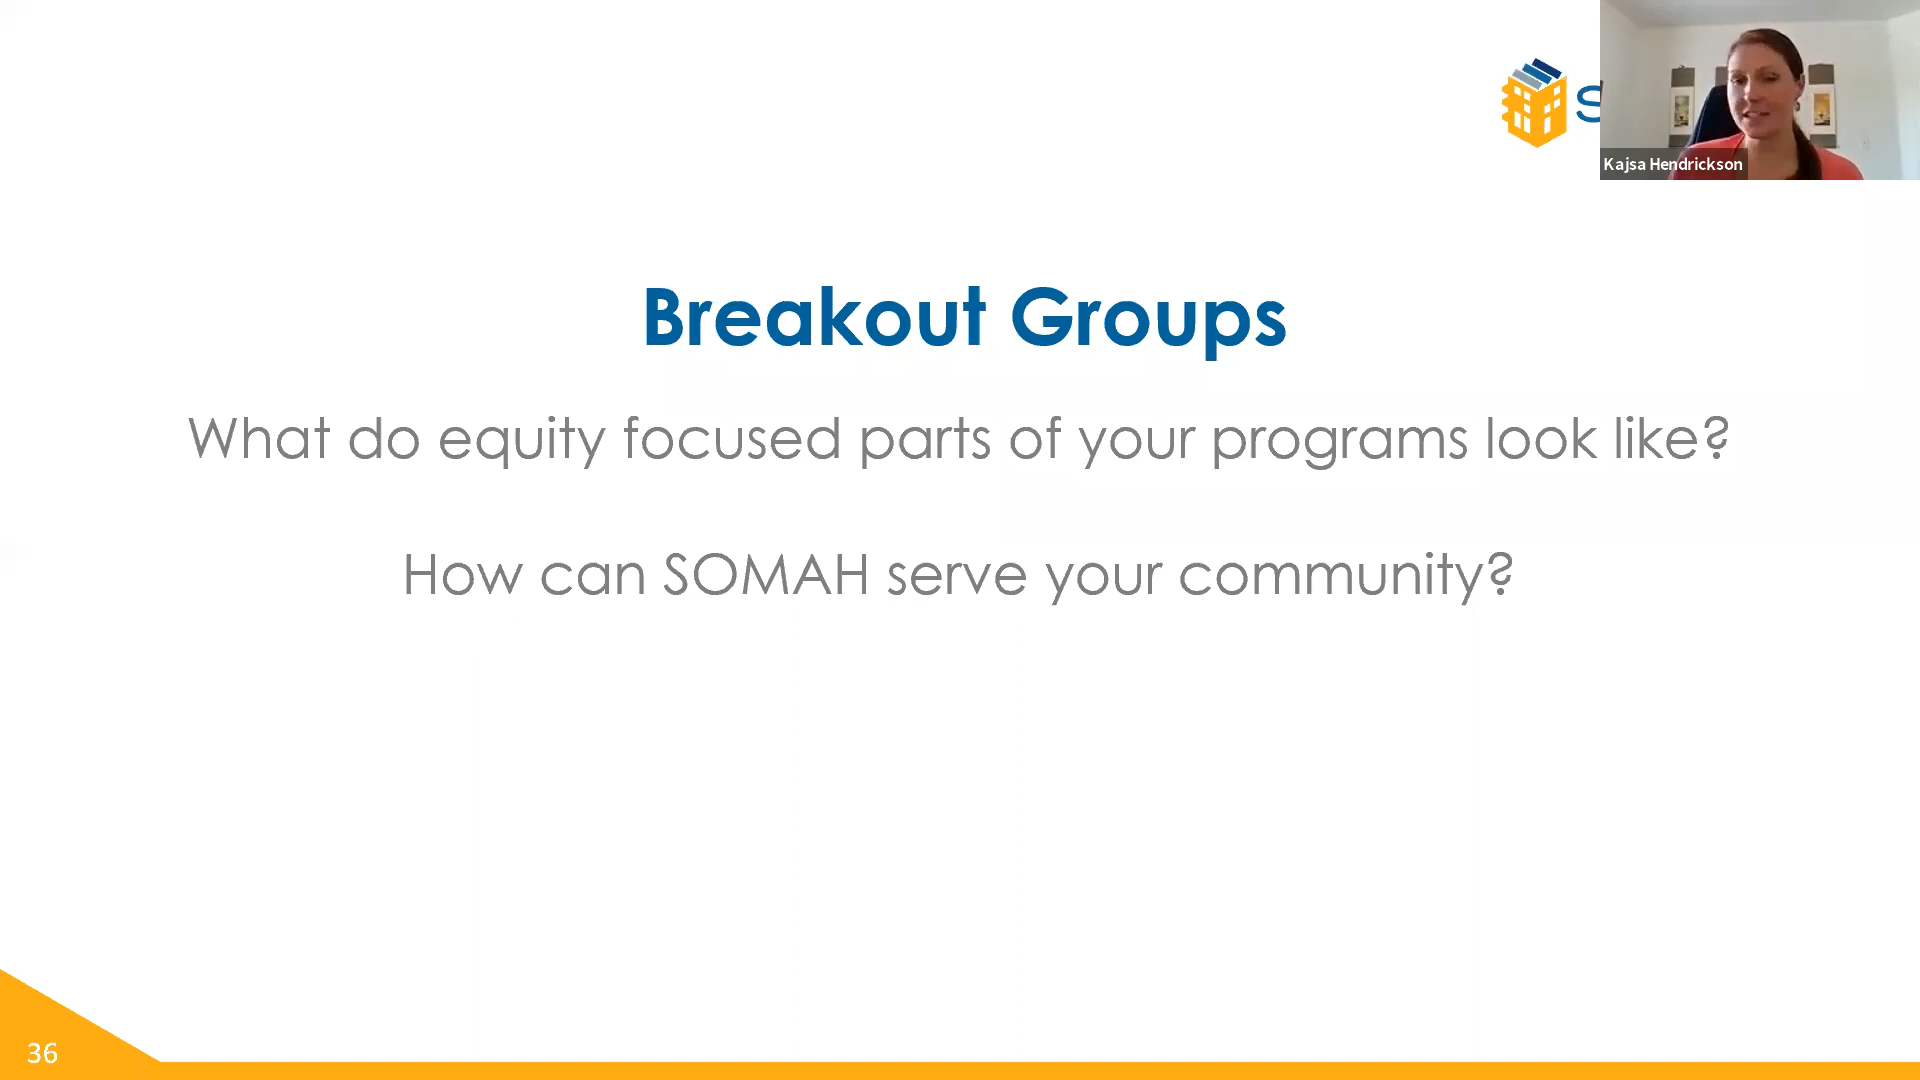 S
Kajsa Hendrickson
Breakout Groups
What do equity focused parts of your programs look like?
How can SOMAH serve your community?
36